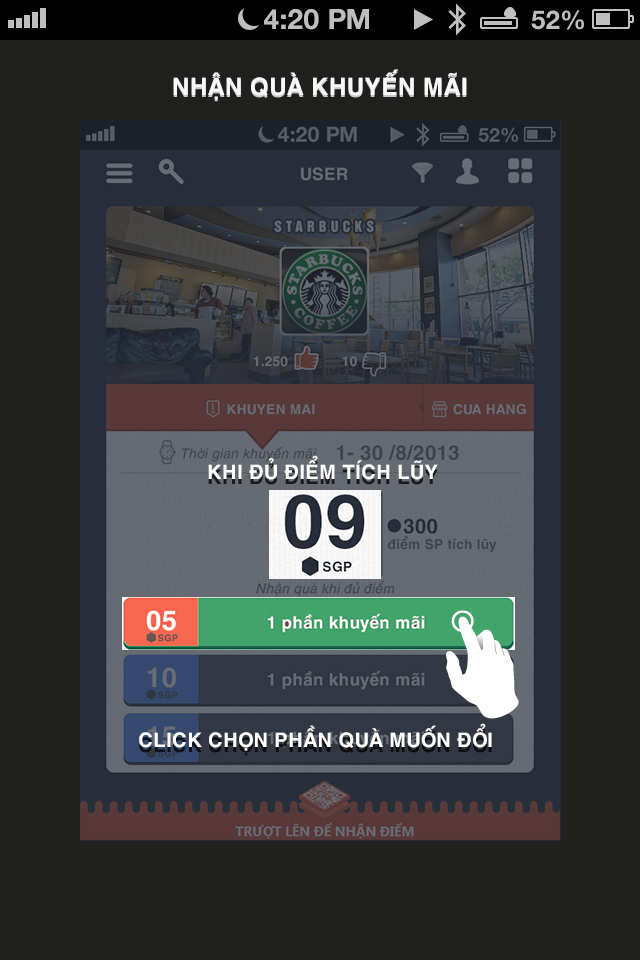 4:20 PM 52%
NHẬN QUÀ KHUYẾN MÃI
4:20 PM 52%
USER
STARBUCKS
STARBUCKS
COFFEE
1.250 10
KHUYEN MAI CUA HANG
Thời gian khuyến mãi 1- 30 /8/2013
KHI ĐỦ ĐIỂM TÍCH LŨY
09
SGP
300
điểm SP tích lũy
Nhận quà khi đủ điểm
05 SGP 1 phần khuyến mãi
10 SGP 1 phần khuyến mãi
15
CLICK CHỌN PHẦN QUÀ MUỐN ĐỔI
TRƯỢT LÊN ĐỂ NHẬN ĐIỂM